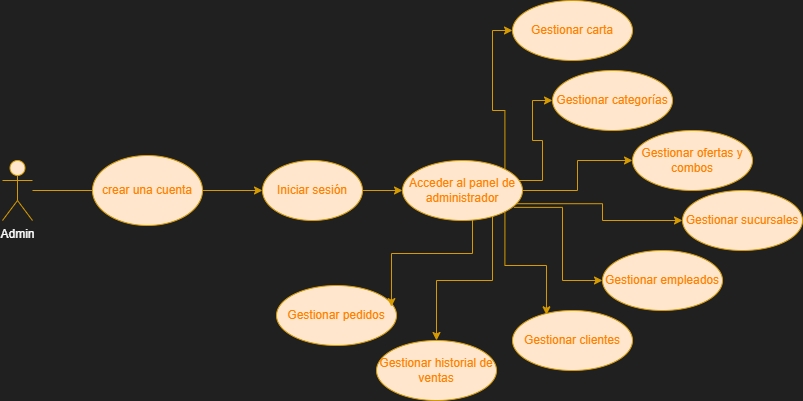 Gestionar carta
Gestionar categorías
Gestionar ofertas y
combos
crear una cuenta
Iniciar sesión
Acceder al panel de
administrador
Gestionar sucursales
Admin
Gestionar empleados
Gestionar pedidos
Gestionar clientes
Gestionar historial de
ventas